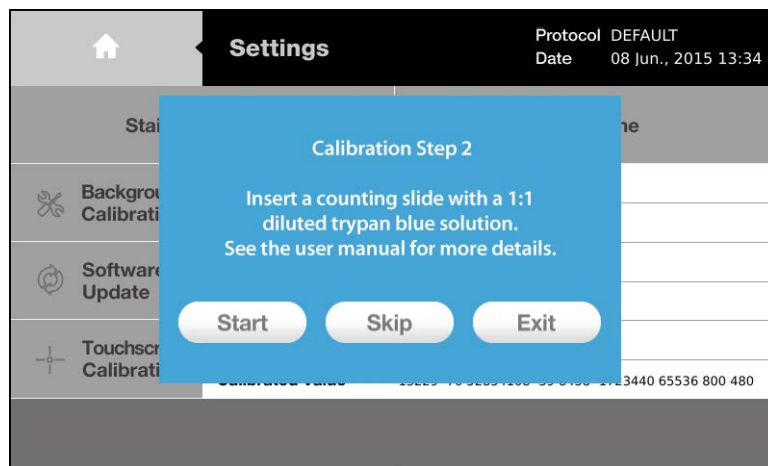 Settings
Protocol DEFAULT
Date 08 Jun., 2015 13:34
Calibration Step 2
Insert a counting slide with a 1:1
diluted trypan blue solution.
See the user manual for more details.
Start Skip Exit
Software
Update
65536 800 480